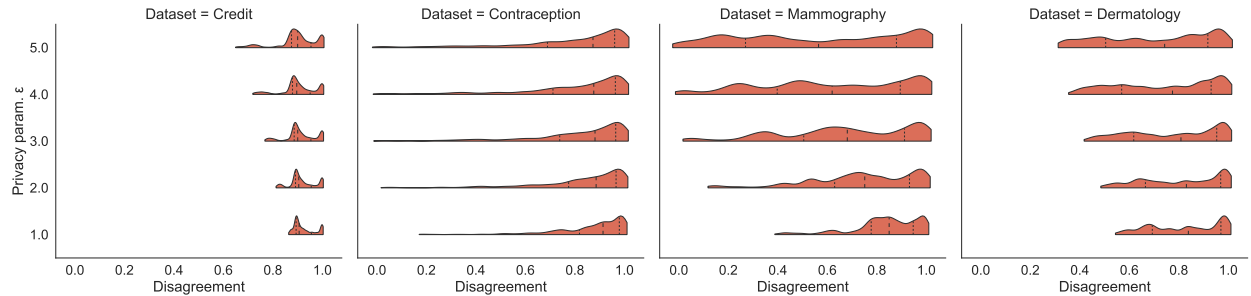 Dataset = Credit
Dataset = Contraception
Dataset = Mammography
Dataset = Dermatology
Privacy param. ε
5.0
4.0
3.0
2.0
1.0
0.0 0.2 0.4 0.6 0.8 1.0
0.0 0.2 0.4 0.6 0.8 1.0
0.0 0.2 0.4 0.6 0.8 1.0
0.0 0.2 0.4 0.6 0.8 1.0
Disagreement
Disagreement
Disagreement
Disagreement